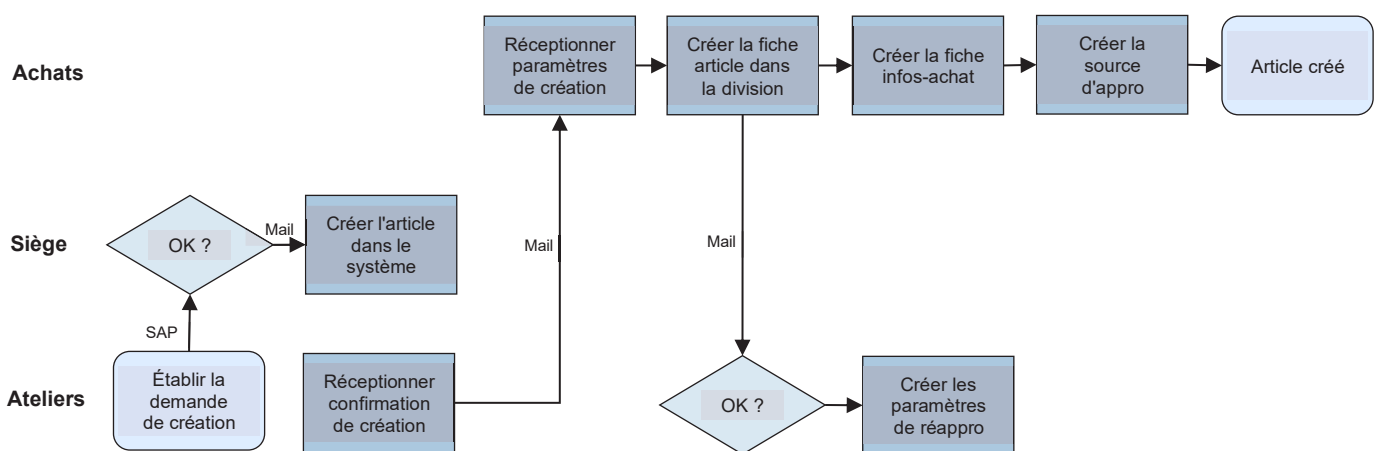 Achats
Réceptionner
paramètres
de création
Créer la fiche
article dans
la division
Créer la fiche
infos-achat
Créer la
source
d'appro
Article créé
Siège
OK ?
Mail
Créer l'article
dans le
système
Mail
Mail
SAP
Ateliers
Établir la
demande
de création
Réceptionner
confirmation
de création
OK ?
Créer les
paramètres
de réappro